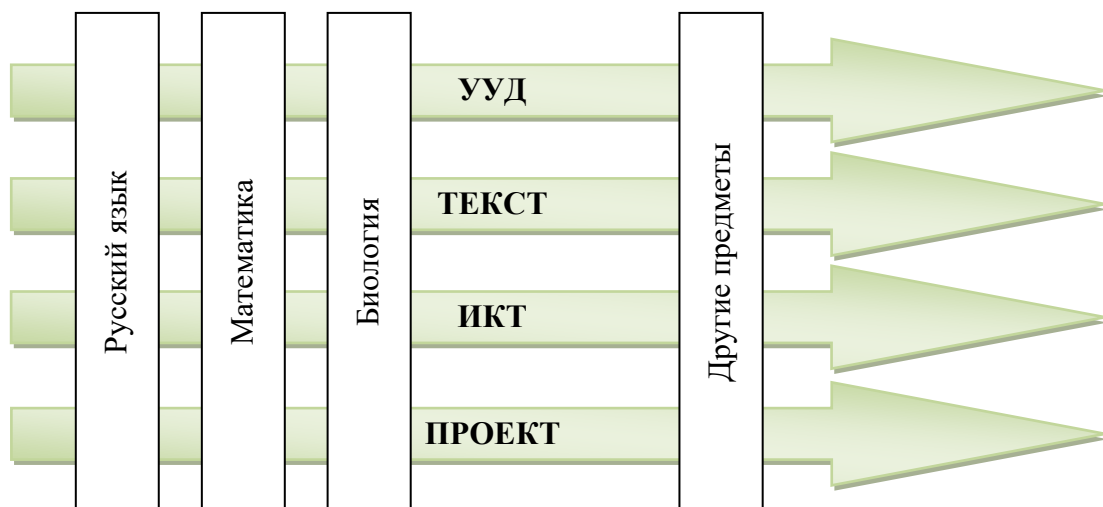 Русский язык
Математика
Биология
Другие предметы
УУД
ТЕКСТ
ИКТ
ПРОЕКТ